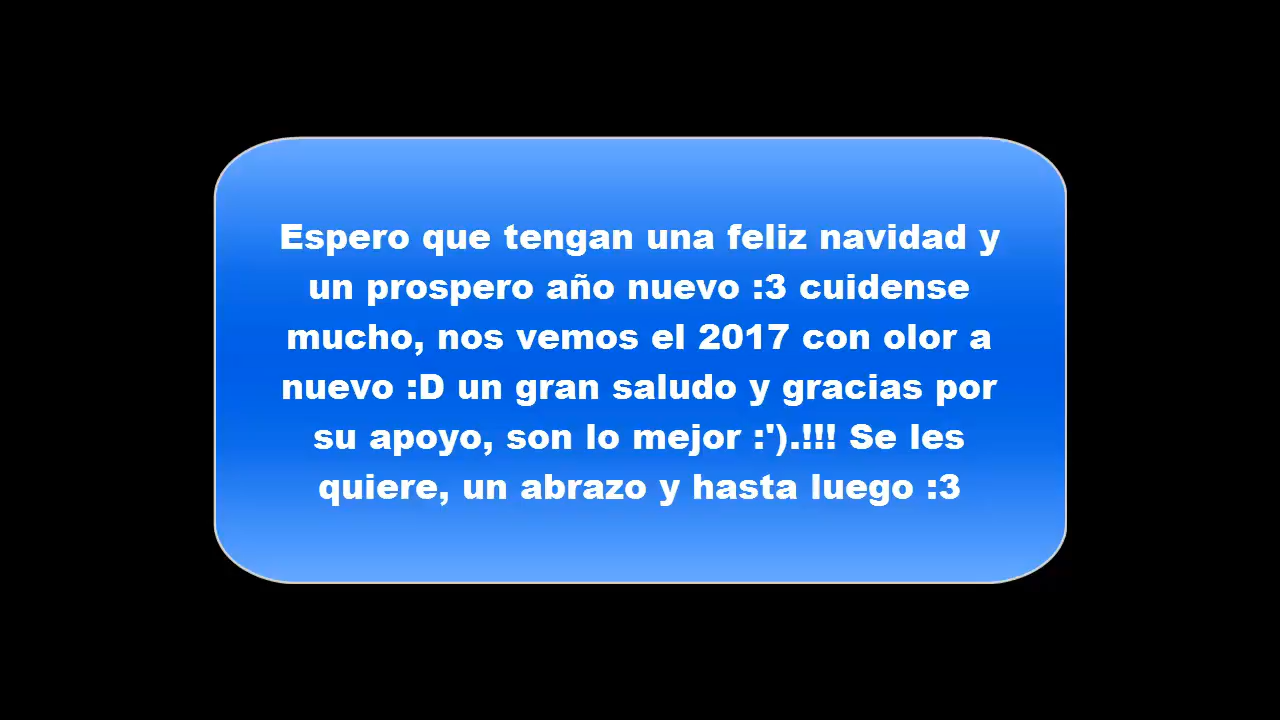 Espero que tengan una feliz navidad y
un prospero año nuevo :3 cuidense
mucho, nos vemos el 2017 con olor a
nuevo :D un gran saludo y gracias por
su apoyo, son lo mejor :').!!! Se les
quiere, un abrazo y hasta luego :3